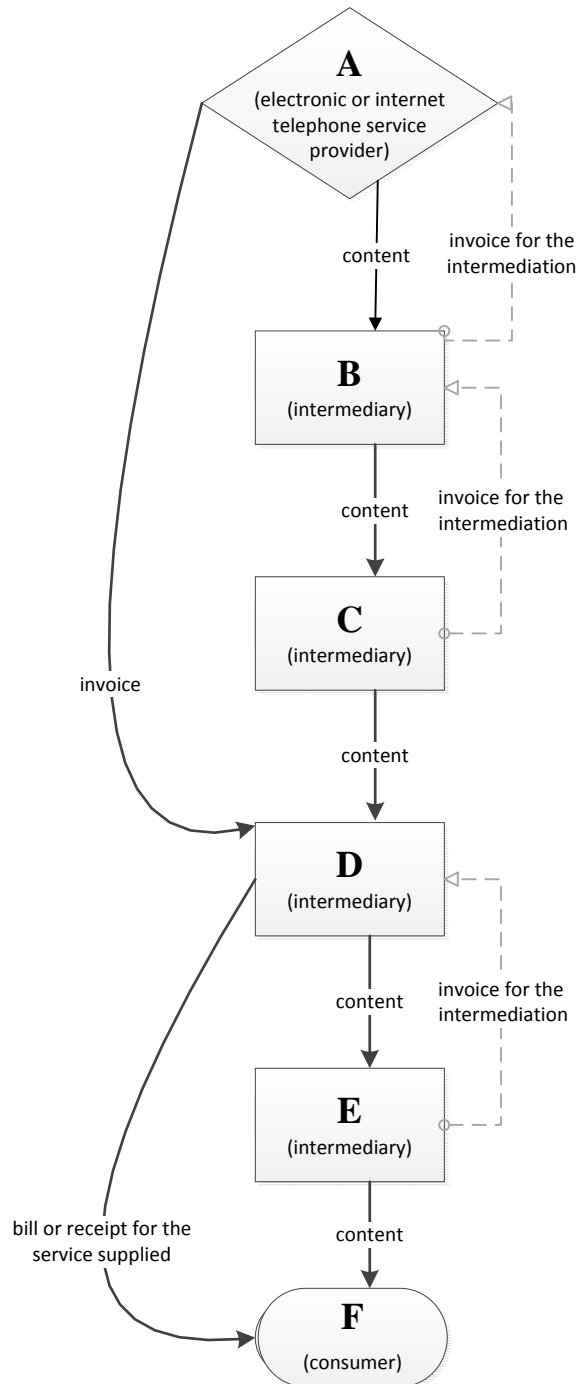 A
(electronic or internet
telephone service
provider)
content
invoice for the
intermediation
B
(intermediary)
content
invoice for the
intermediation
C
(intermediary)
invoice
content
D
(intermediary)
content
invoice for the
intermediation
E
(intermediary)
bill or receipt for the
service supplied
content
F
(consumer)